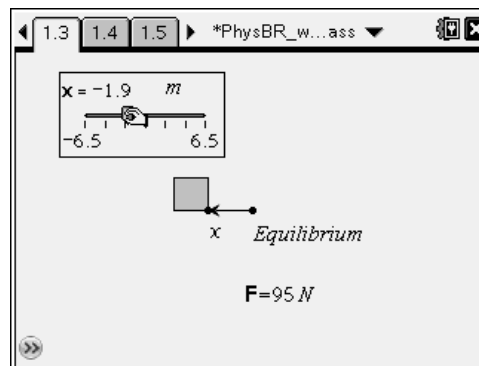 1.3 1.4 1.5 *PhysBR_w...ass
x = -1.9 m
-6.5 6.5
x Equilibrium
F=95 N